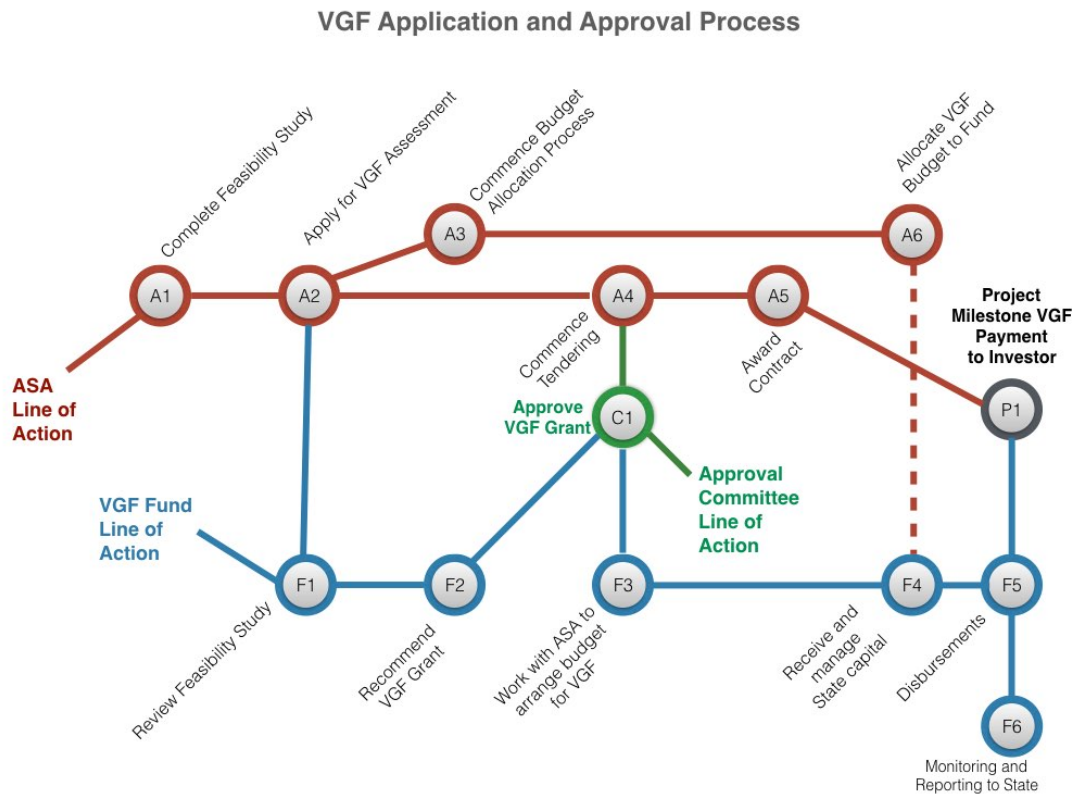 VGF Application and Approval Process
Complete Feasibility Study
Apply for VGF Assessment
Commence Budget
Allocation Process
Allocate VGF
Budget to Fund
A3
A6
A1
A2
A4
A5
Commence
Tendering
Award
Contract
Project
Milestone VGF
Payment
to Investor
ASA
Line of
Action
Approve
VGF Grant
C1
P1
Approval
Committee
Line of
Action
VGF Fund
Line of
Action
F1
F2
F3
F4
F5
Review Feasibility Study
Recommend
VGF Grant
Work with ASA to
arrange budget
for VGF
Receive and
manage
State capital
Disbursements
F6
Monitoring and
Reporting to State